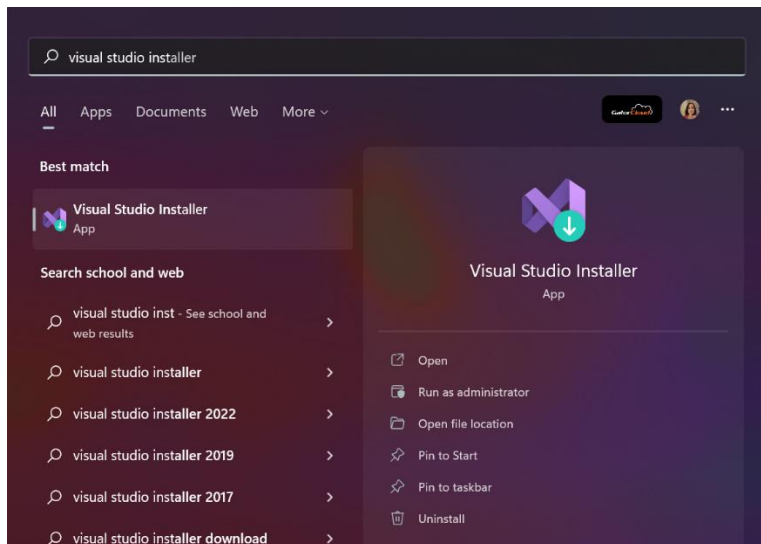 visual studio installer
All Apps Documents Web More
GatorCloud
Best match
Visual Studio Installer
App
Search school and web
visual studio inst - See school and
web results
visual studio installer
visual studio installer 2022
visual studio installer 2019
visual studio installer 2017
visual studio installer download
Visual Studio Installer
App
Open
Run as administrator
Open file location
Pin to Start
Pin to taskbar
Uninstall